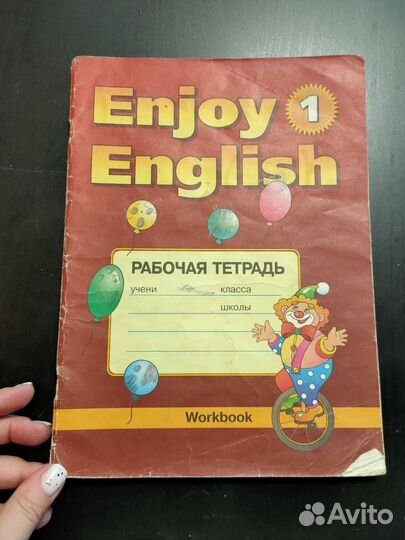 Enjoy 1
English
РАБОЧАЯ ТЕТРАДЬ
учени класса
школы
Workbook
Avito